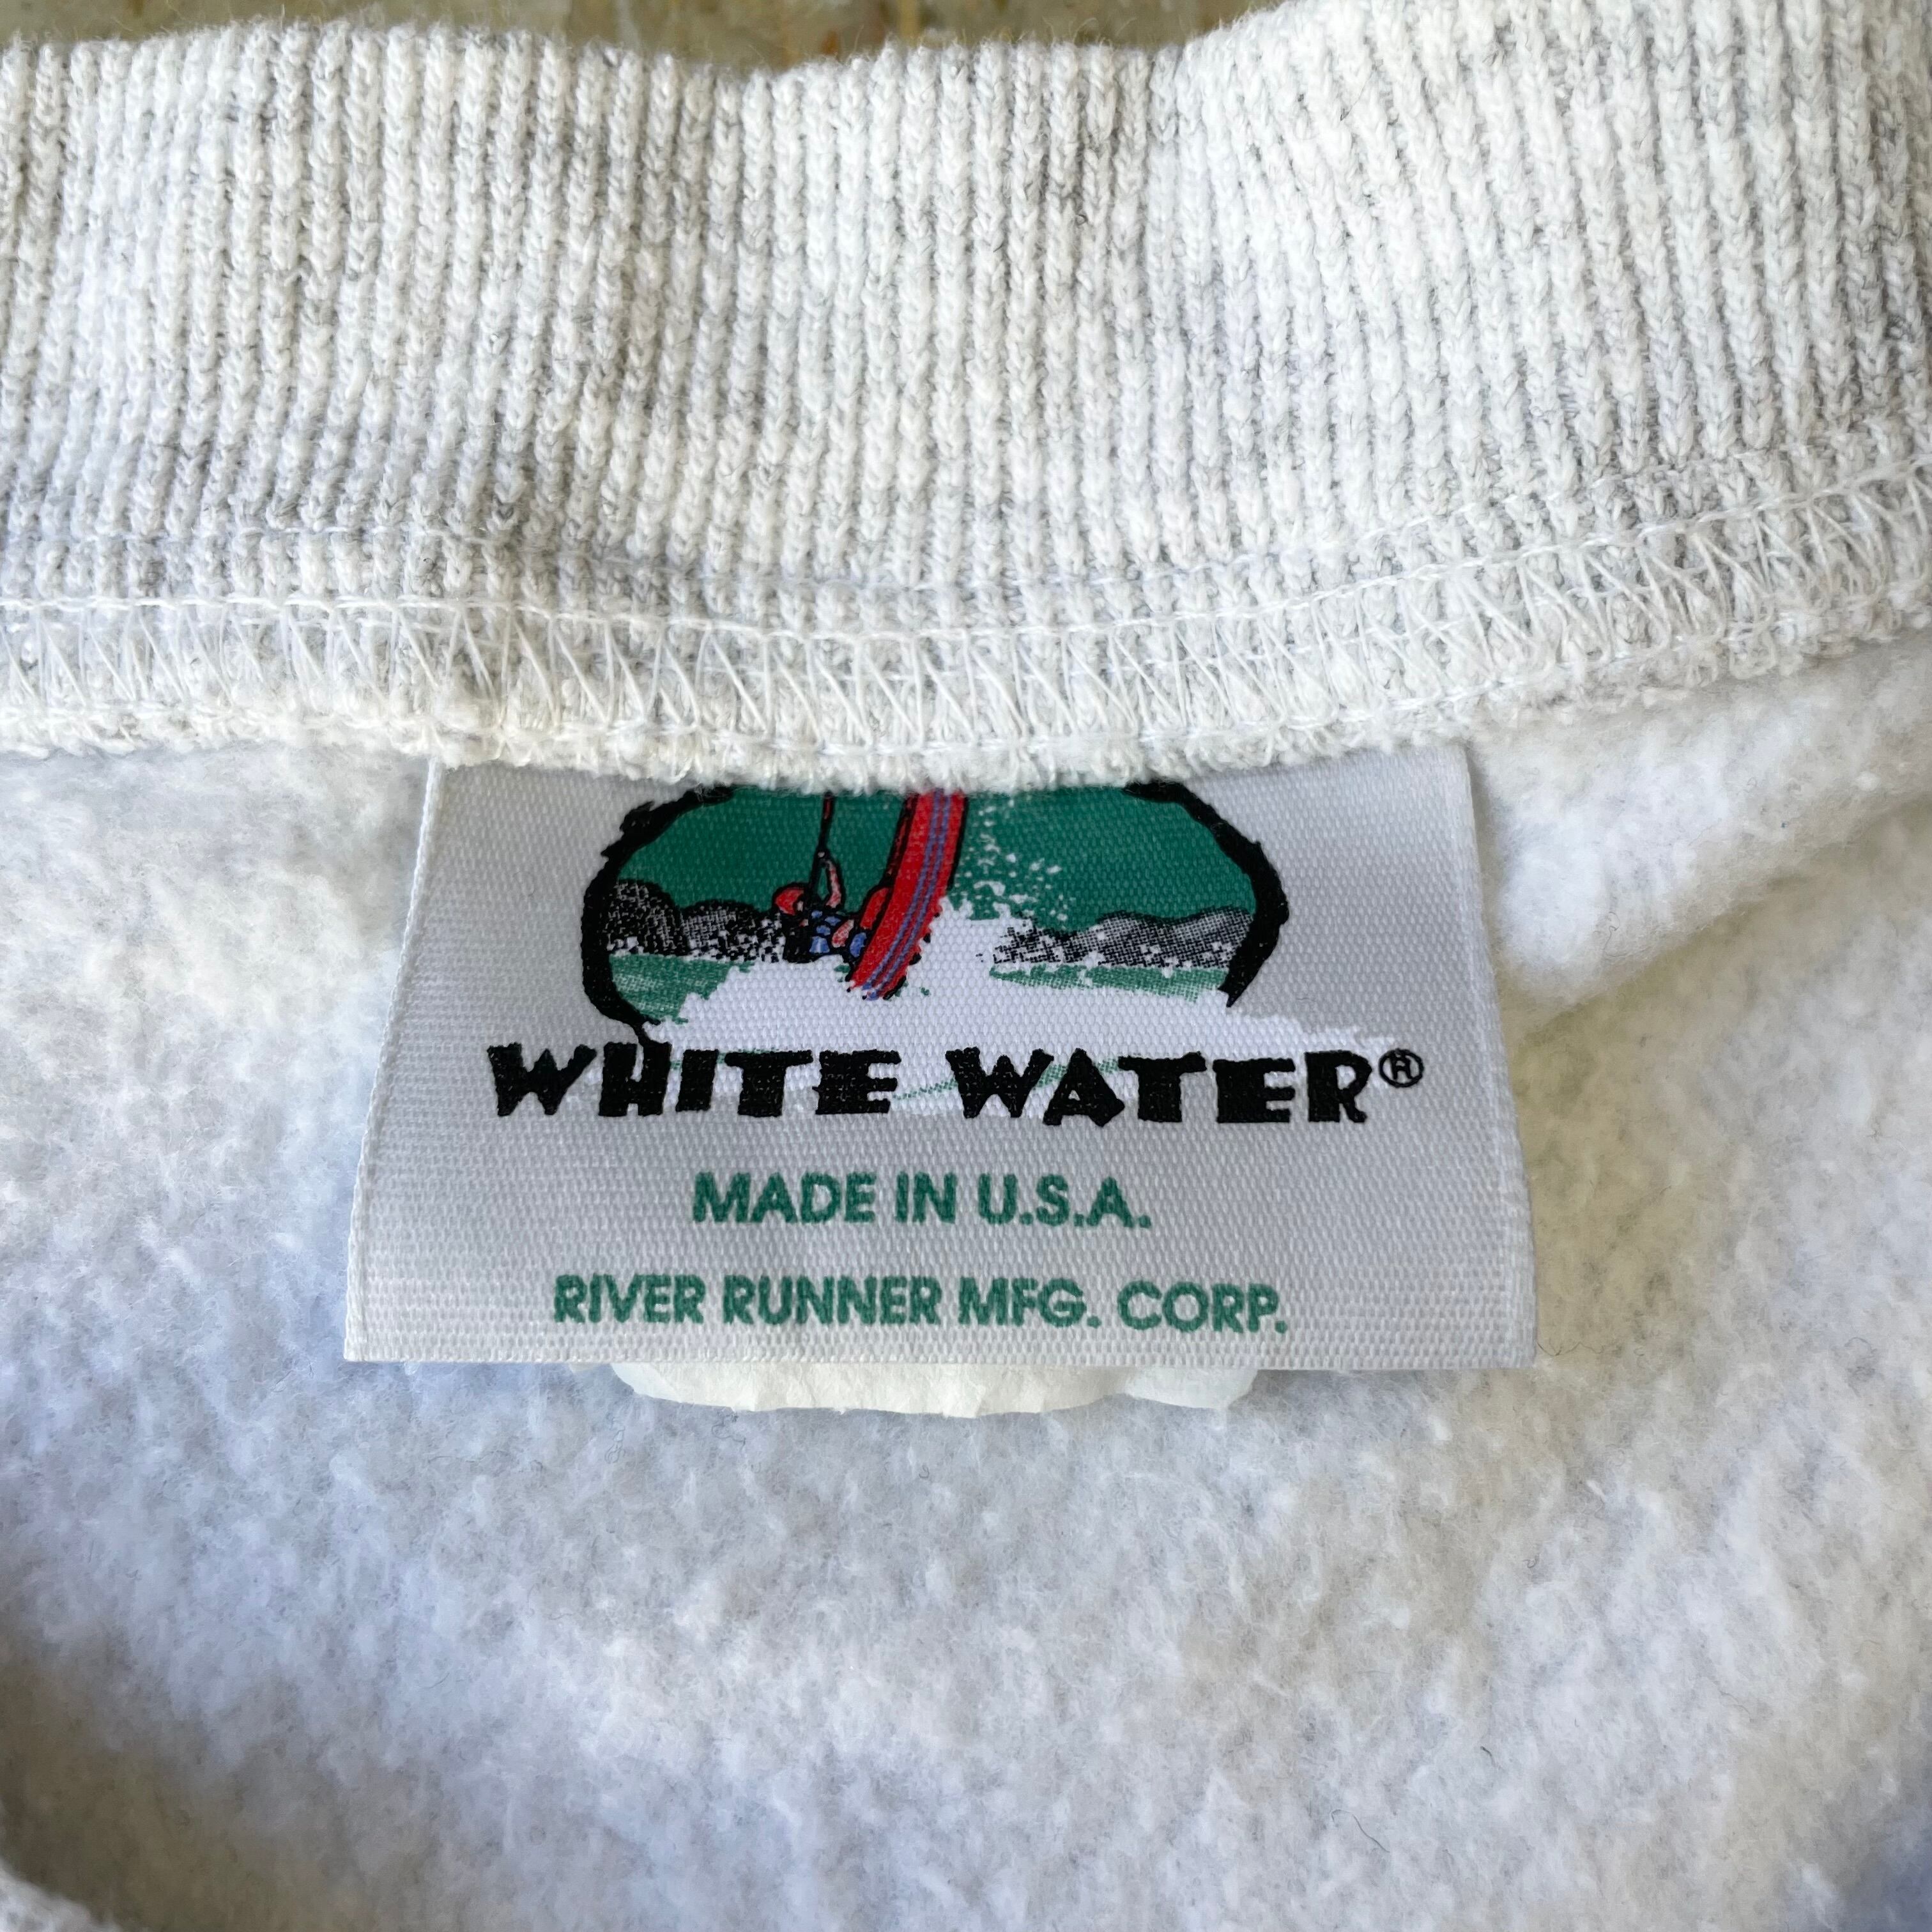 WHITE WATER®
MADE IN U.S.A.
RIVER RUNNER MFG. CORP.